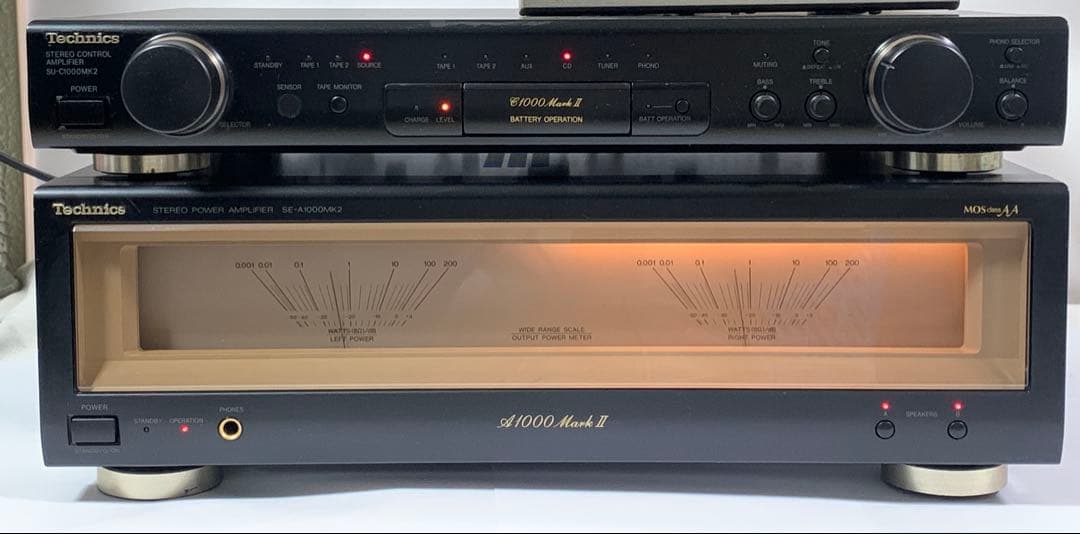 Technics
STEREO CONTROL
AMPLIFIER
SU-C1000MK2
POWER
STANDBY TAPE 1 TAPE 2 SOURCE
TAPE 1 TAPE 2 AUX CD TUNER PHONO
SENSOR TAPE MONITOR
SELECTOR
CHARGE LEVEL
C1000 Mark II
BATTERY OPERATION
BATT OPERATION
MUTING
TONE
BASS TREBLE
VOLUME
PHONO SELECTOR
BALANCE
Technics STEREO POWER AMPLIFIER SE-A1000MK2
MOS class AA
0.001 0.01 0.1 1 10 100 200
WATTS(8Ω)/dB
LEFT POWER
WIDE RANGE SCALE
OUTPUT POWER METER
0.001 0.01 0.1 1 10 100 200
WATTS(8Ω)/dB
RIGHT POWER
POWER
STANDBY/ON
STANDBY OPERATION
PHONES
A1000 Mark II
A SPEAKERS B